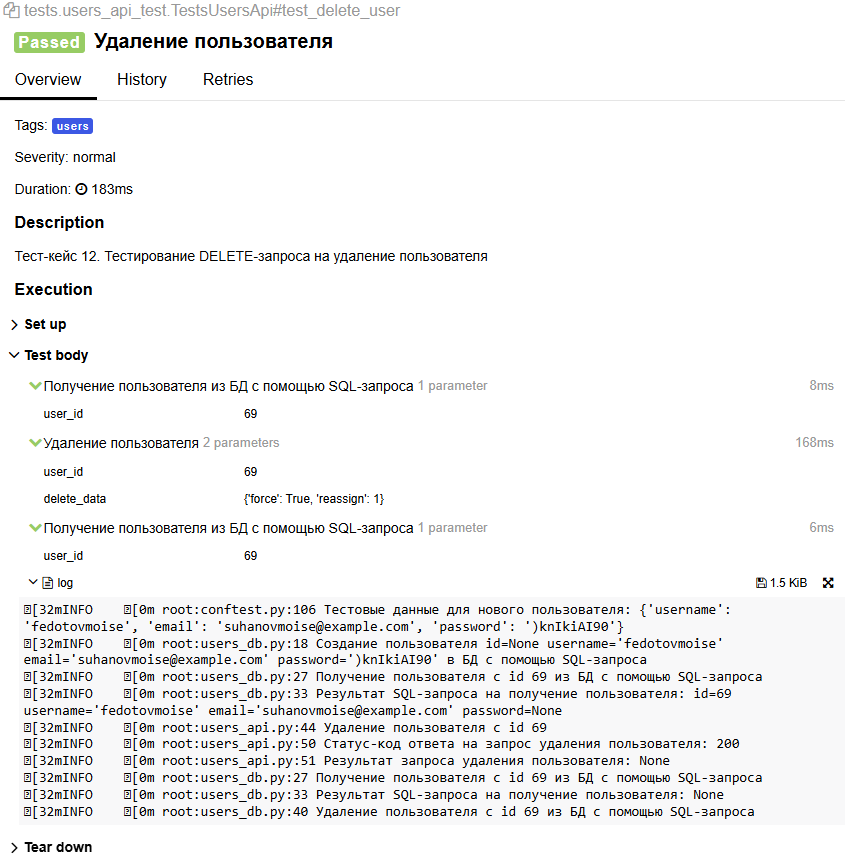 tests.users_api_test.TestsUsersApi#test_delete_user
Passed Удаление пользователя
Overview History Retries
Tags: users
Severity: normal
Duration: 183ms
Description
Тест-кейс 12. Тестирование DELETE-запроса на удаление пользователя
Execution
Set up
Test body
Получение пользователя из БД с помощью SQL-запроса 1 parameter 8ms
user_id 69
Удаление пользователя 2 parameters 168ms
user_id 69
delete_data {'force': True, 'reassign': 1}
Получение пользователя из БД с помощью SQL-запроса 1 parameter 6ms
user_id 69
log 1.5 KiB
[32mINFO [0m root:conftest.py:106 Тестовые данные для нового пользователя: {'username':
'fedotovmoise', 'email': 'suhanovmoise@example.com', 'password': ')knIkiAI90'}
[32mINFO [0m root:users_db.py:18 Создание пользователя id=None username='fedotovmoise'
email='suhanovmoise@example.com' password=')knIkiAI90' в БД с помощью SQL-запроса
[32mINFO [0m root:users_db.py:27 Получение пользователя с id 69 из БД с помощью SQL-запроса
[32mINFO [0m root:users_db.py:33 Результат SQL-запроса на получение пользователя: id=69
username='fedotovmoise' email='suhanovmoise@example.com' password=None
[32mINFO [0m root:users_api.py:44 Удаление пользователя с id 69
[32mINFO [0m root:users_api.py:50 Статус-код ответа на запрос удаления пользователя: 200
[32mINFO [0m root:users_api.py:51 Результат запроса удаления пользователя: None
[32mINFO [0m root:users_db.py:27 Получение пользователя с id 69 из БД с помощью SQL-запроса
[32mINFO [0m root:users_db.py:33 Результат SQL-запроса на получение пользователя: None
[32mINFO [0m root:users_db.py:40 Удаление пользователя с id 69 из БД с помощью SQL-запроса
Tear down